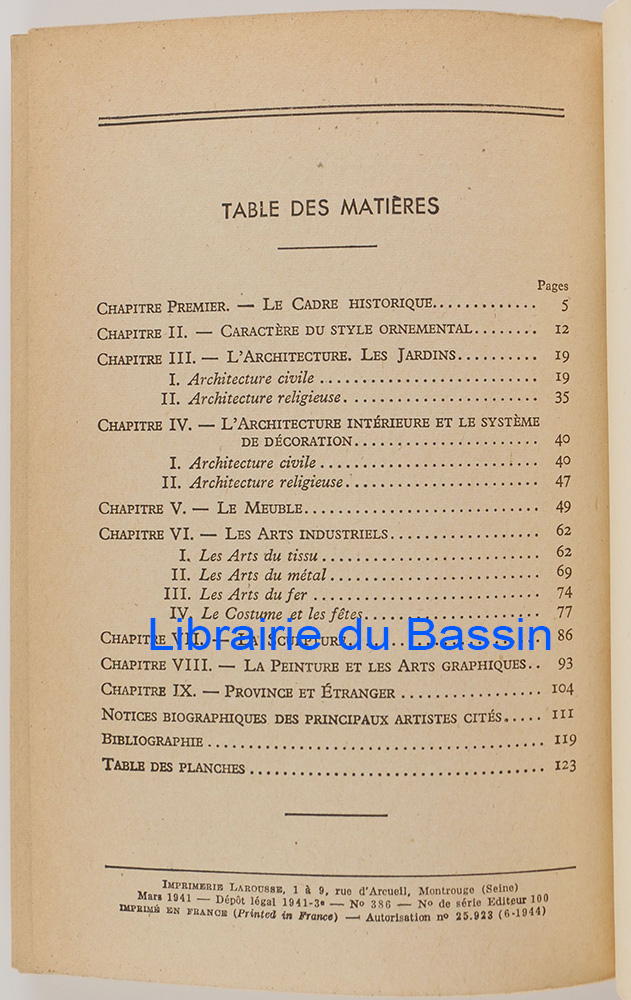 TABLE DES MATIÈRES
Pages
CHAPITRE PREMIER. — LE CADRE HISTORIQUE............. 5
CHAPITRE II. — CARACTÈRE DU STYLE ORNEMENTAL........ 12
CHAPITRE III. — L'ARCHITECTURE. LES JARDINS.......... 19
I. Architecture civile........................ 19
II. Architecture religieuse...................... 35
CHAPITRE IV. — L'ARCHITECTURE INTÉRIEURE ET LE SYSTÈME
DE DÉCORATION...................... 40
I. Architecture civile........................ 40
II. Architecture religieuse...................... 47
CHAPITRE V. — LE MEUBLE............................ 49
CHAPITRE VI. — LES ARTS INDUSTRIELS.................. 62
I. Les Arts du tissu.......................... 62
II. Les Arts du métal......................... 69
III. Les Arts du fer........................... 74
IV. Le Costume et les fêtes..................... 77
CHAPITRE VII. — LA SCULPTURE....................... 86
Librairie du Bassin
CHAPITRE VIII. — LA PEINTURE ET LES ARTS GRAPHIQUES.. 93
CHAPITRE IX. — PROVINCE ET ÉTRANGER................. 104
NOTICES BIOGRAPHIQUES DES PRINCIPAUX ARTISTES CITÉS..... 111
BIBLIOGRAPHIE........................................ 119
TABLE DES PLANCHES................................... 123
IMPRIMERIE LAROUSSE, 1 à 9, rue d'Arcueil, Montrouge (Seine)
Mars 1941 — Dépôt légal 1941-3e — No 386 — No de série Editeur 100
IMPRIMÉ EN FRANCE (Printed in France) — Autorisation no 25.923 (6-1944)